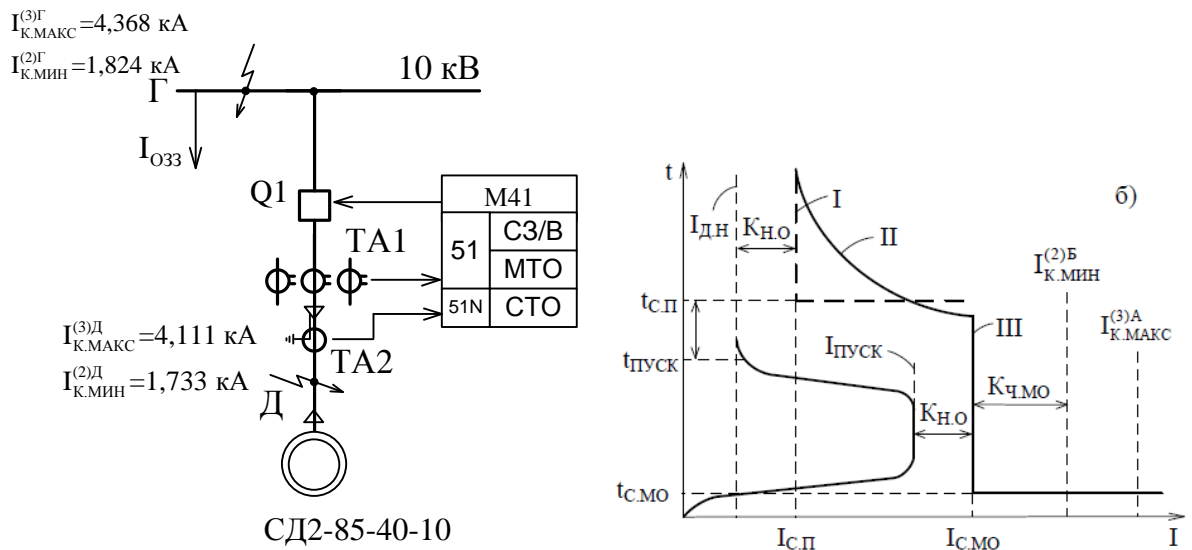 I(3)Г К.МАКС =4,368 кА
I(2)Г К.МИН =1,824 кА
Г
10 кВ
IОЗЗ
Q1
М41
51
СЗ/В
МТО
51N
СТО
ТА1
ТА2
I(3)Д К.МАКС =4,111 кА
I(2)Д К.МИН =1,733 кА
Д
СД2-85-40-10
t
б)
IД.Н
КН.О
I
II
I(2)Б К.МИН
I(3)А К.МАКС
tС.П
III
IПУСК
tПУСК
КН.О
КЧ.МО
tС.МО
IС.П
IС.МО
I